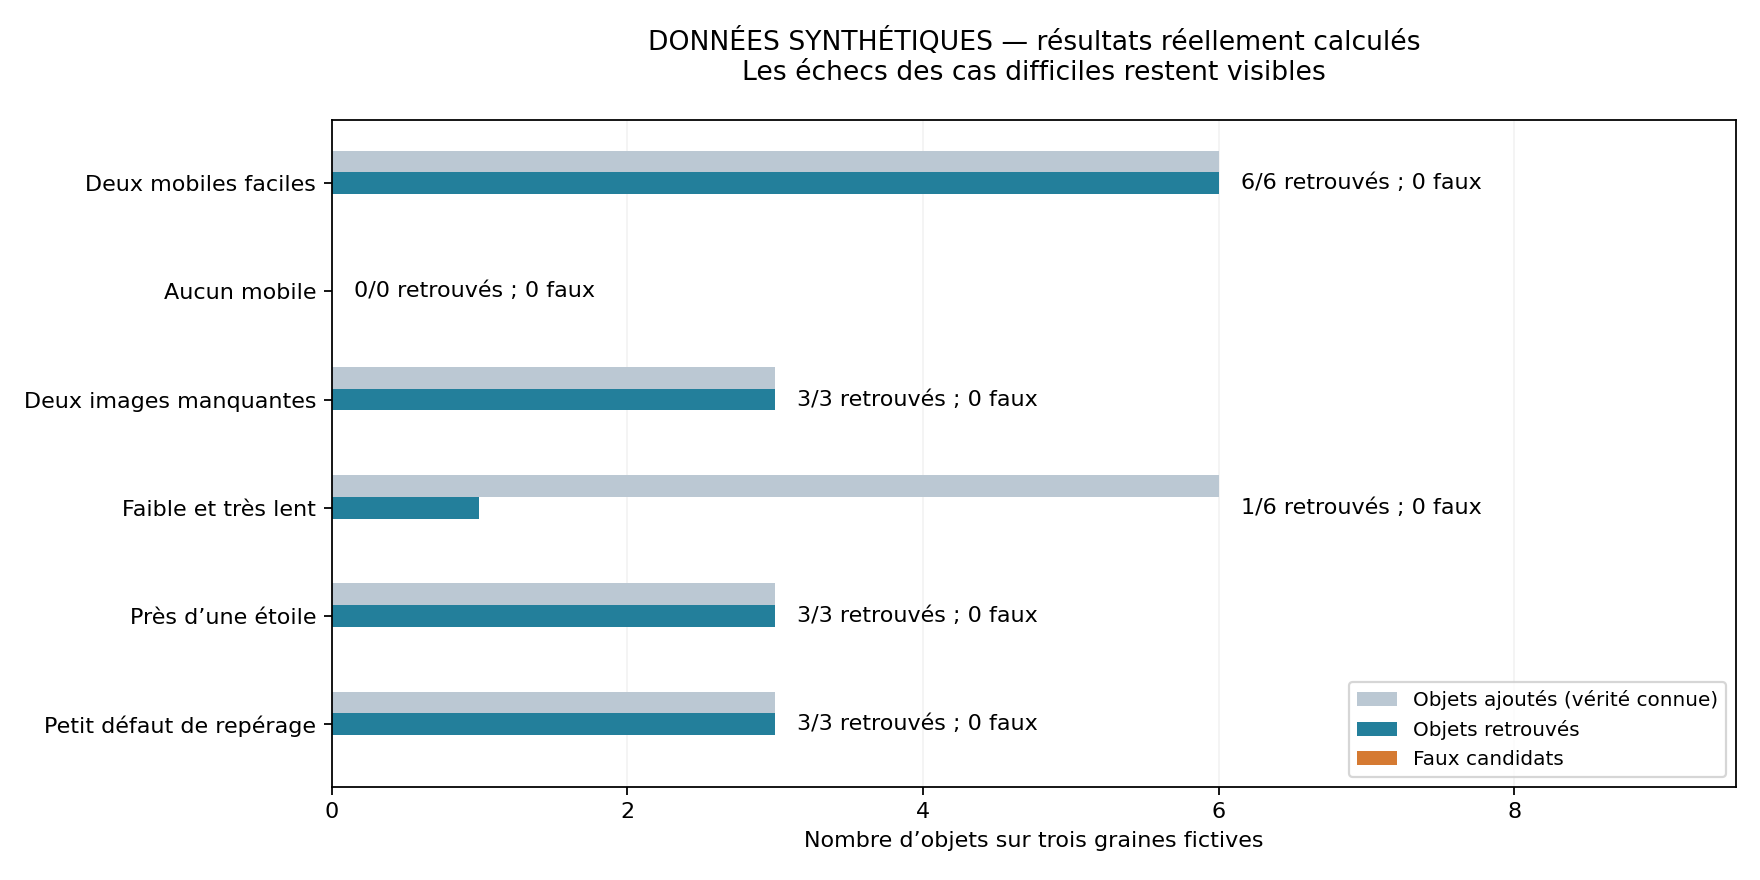 DONNÉES SYNTHÉTIQUES — résultats réellement calculés
Les échecs des cas difficiles restent visibles
Deux mobiles faciles
6/6 retrouvés ; 0 faux
Aucun mobile
0/0 retrouvés ; 0 faux
Deux images manquantes
3/3 retrouvés ; 0 faux
Faible et très lent
1/6 retrouvés ; 0 faux
Près d’une étoile
3/3 retrouvés ; 0 faux
Petit défaut de repérage
3/3 retrouvés ; 0 faux
Objets ajoutés (vérité connue)
Objets retrouvés
Faux candidats
0 2 4 6 8
Nombre d’objets sur trois graines fictives